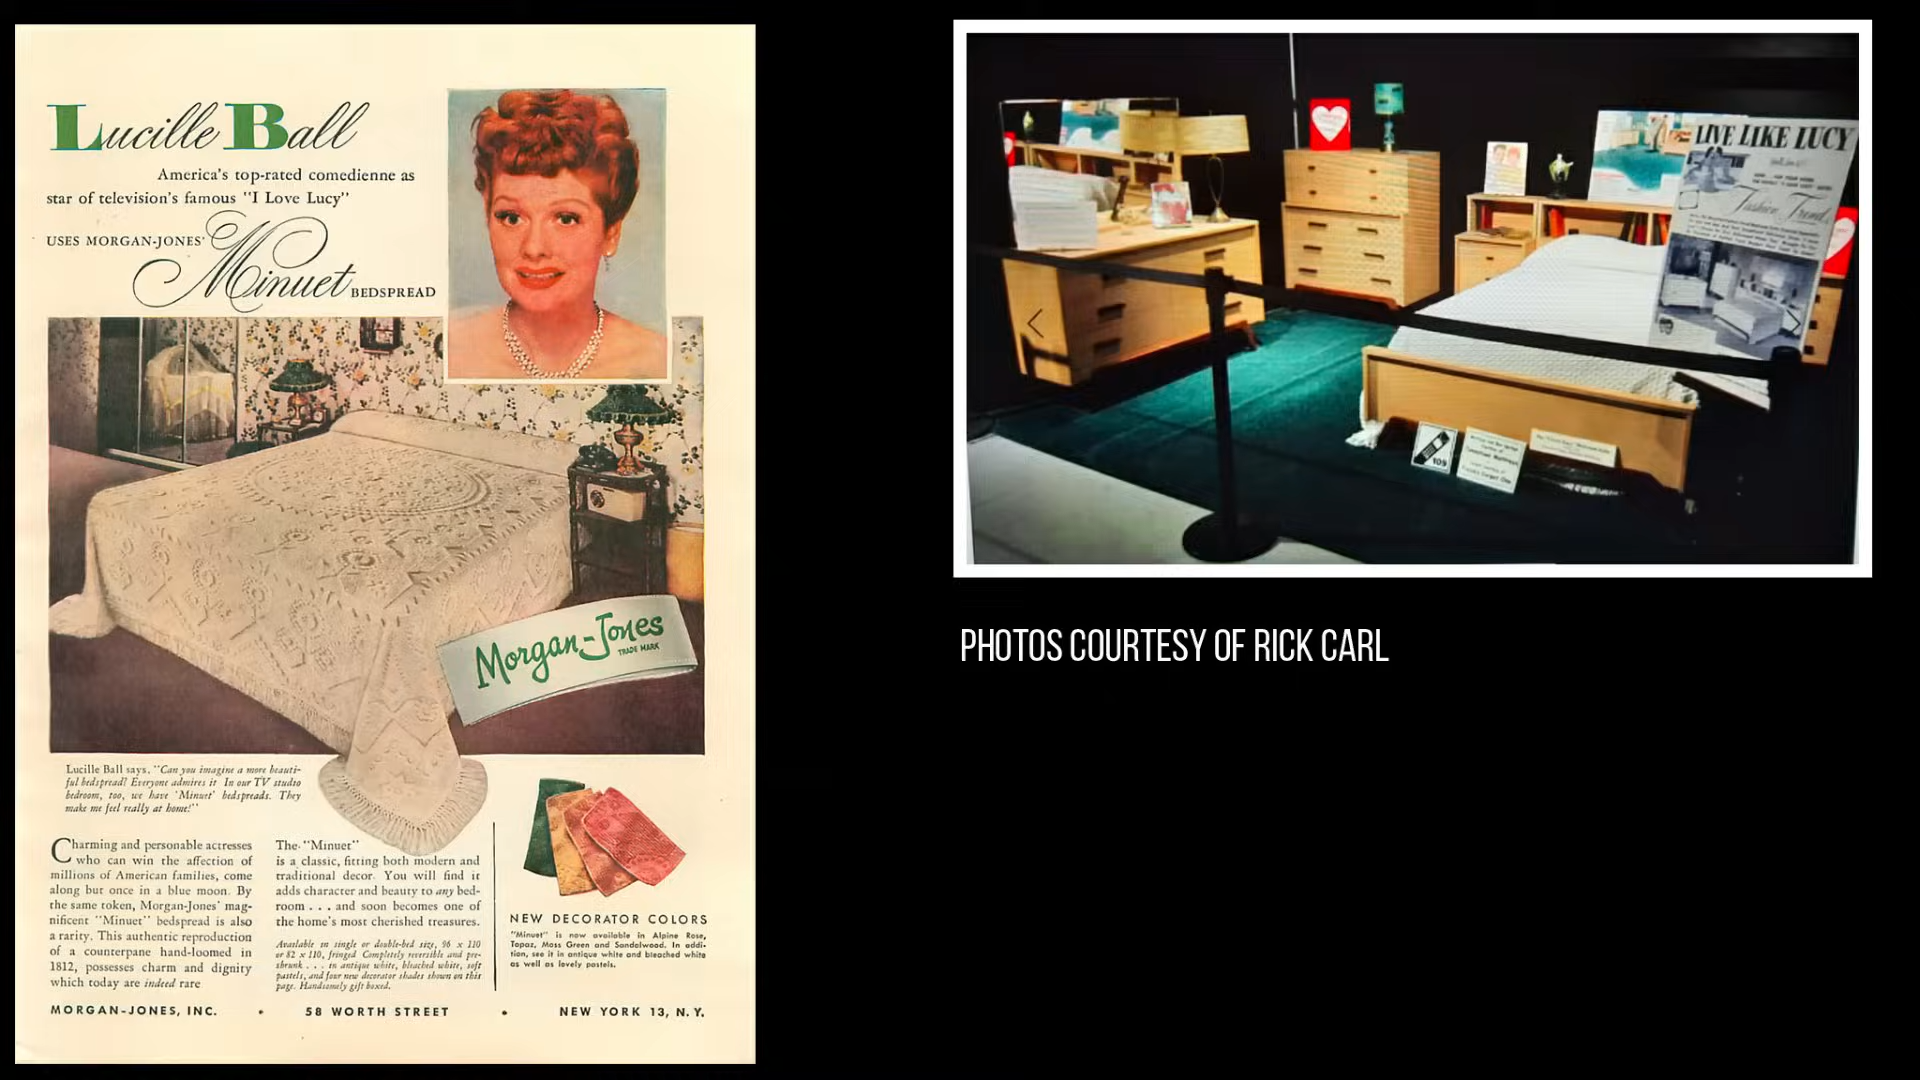 Lucille Ball
America's top-rated comedienne as
star of television's famous "I Love Lucy"
USES MORGAN-JONES'
Minuet BEDSPREAD
Morgan-Jones
TRADE MARK
Lucille Ball says, "Can you imagine a more beauti-
ful bedspread? Everyone admires it In our TV studio
bedroom, too, we have 'Minuet' bedspreads. They
make me feel really at home!"
Charming and personable actresses
who can win the affection of
millions of American families, come
along but once in a blue moon. By
the same token, Morgan-Jones' mag-
nificent "Minuet" bedspread is also
a rarity. This authentic reproduction
of a counterpane hand-loomed in
1812, possesses charm and dignity
which today are indeed rare
The "Minuet"
is a classic, fitting both modern and
traditional decor. You will find it
adds character and beauty to any bed-
room . . . and soon becomes one of
the home's most cherished treasures.
Available in single or double-bed size, 96 x 110
or 82 x 110, fringed Completely reversible and pre-
shrunk . . . in antique white, bleached white, soft
pastels, and four new decorator shades shown on this
page. Handsomely gift boxed.
NEW DECORATOR COLORS
"Minuet" is now available in Alpine Rose,
Topaz, Moss Green and Sandalwood. In addi-
tion, see it in antique white and bleached white
as well as lovely pastels.
MORGAN-JONES, INC. • 58 WORTH STREET • NEW YORK 13, N.Y.
LIVE LIKE LUCY
Fashion Trend
109
PHOTOS COURTESY OF RICK CARL